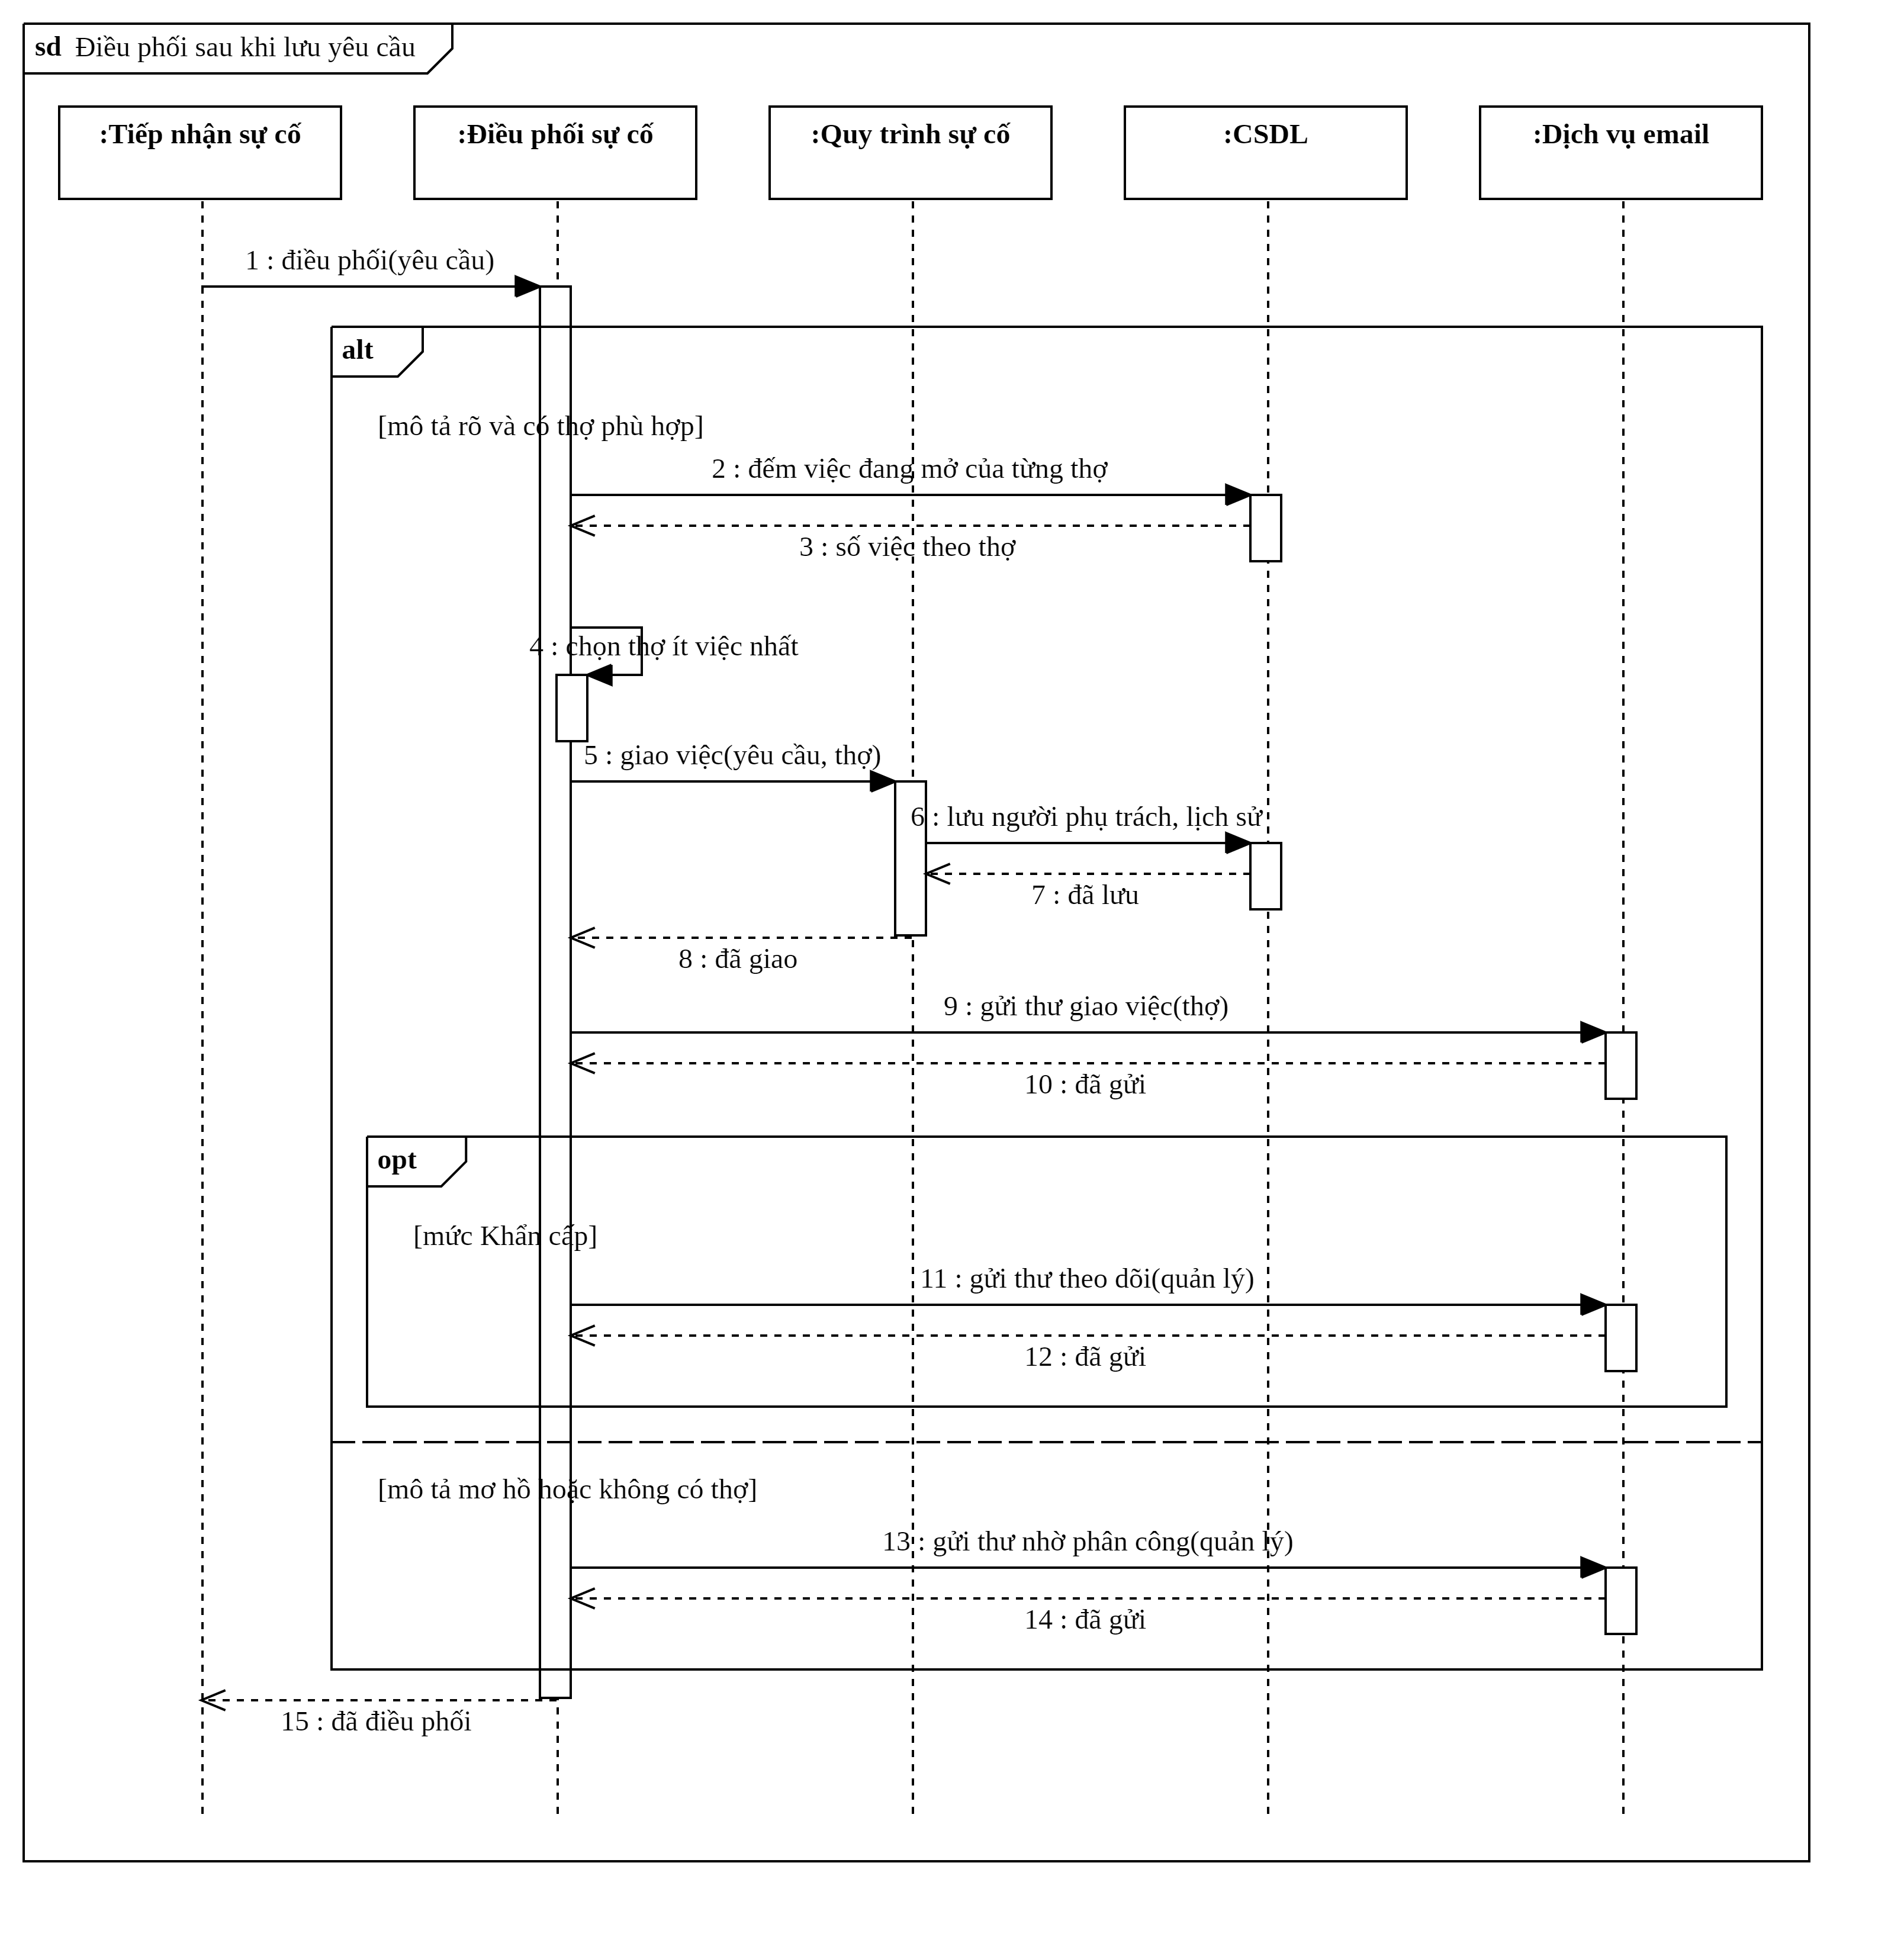 sd Điều phối sau khi lưu yêu cầu
:Tiếp nhận sự cố
:Điều phối sự cố
:Quy trình sự cố
:CSDL
:Dịch vụ email
1 : điều phối(yêu cầu)
alt
[mô tả rõ và có thợ phù hợp]
2 : đếm việc đang mở của từng thợ
3 : số việc theo thợ
4 : chọn thợ ít việc nhất
5 : giao việc(yêu cầu, thợ)
6 : lưu người phụ trách, lịch sử
7 : đã lưu
8 : đã giao
9 : gửi thư giao việc(thợ)
10 : đã gửi
opt
[mức Khẩn cấp]
11 : gửi thư theo dõi(quản lý)
12 : đã gửi
[mô tả mơ hồ hoặc không có thợ]
13 : gửi thư nhờ phân công(quản lý)
14 : đã gửi
15 : đã điều phối